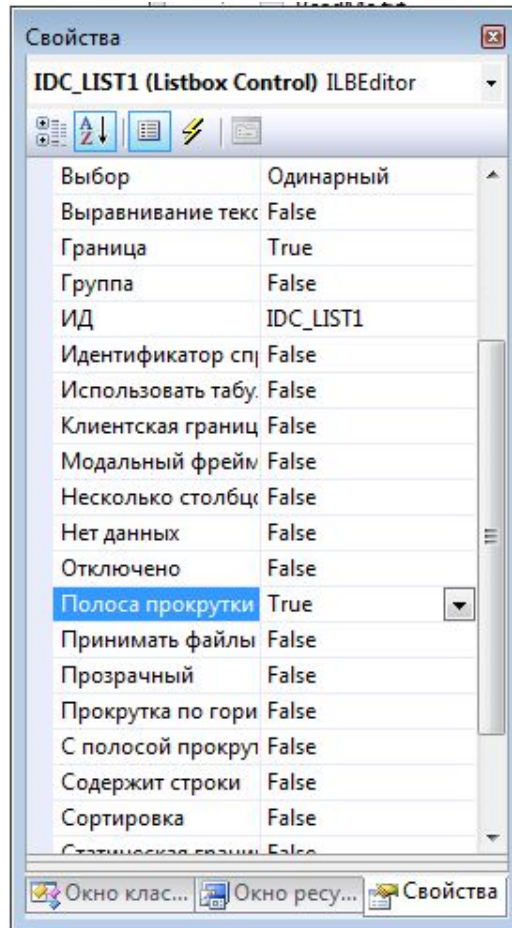 Свойства
IDC_LIST1 (Listbox Control) ILBEditor
Выбор Одинарный
Выравнивание текс False
Граница True
Группа False
ИД IDC_LIST1
Идентификатор спр False
Использовать табу. False
Клиентская границ False
Модальный фрейм False
Несколько столбцо False
Нет данных False
Отключено False
Полоса прокрутки True
Принимать файлы False
Прозрачный False
Прокрутка по гори False
С полосой прокрут False
Содержит строки False
Сортировка False
Статическая грани False
Окно клас... Окно ресу... Свойства